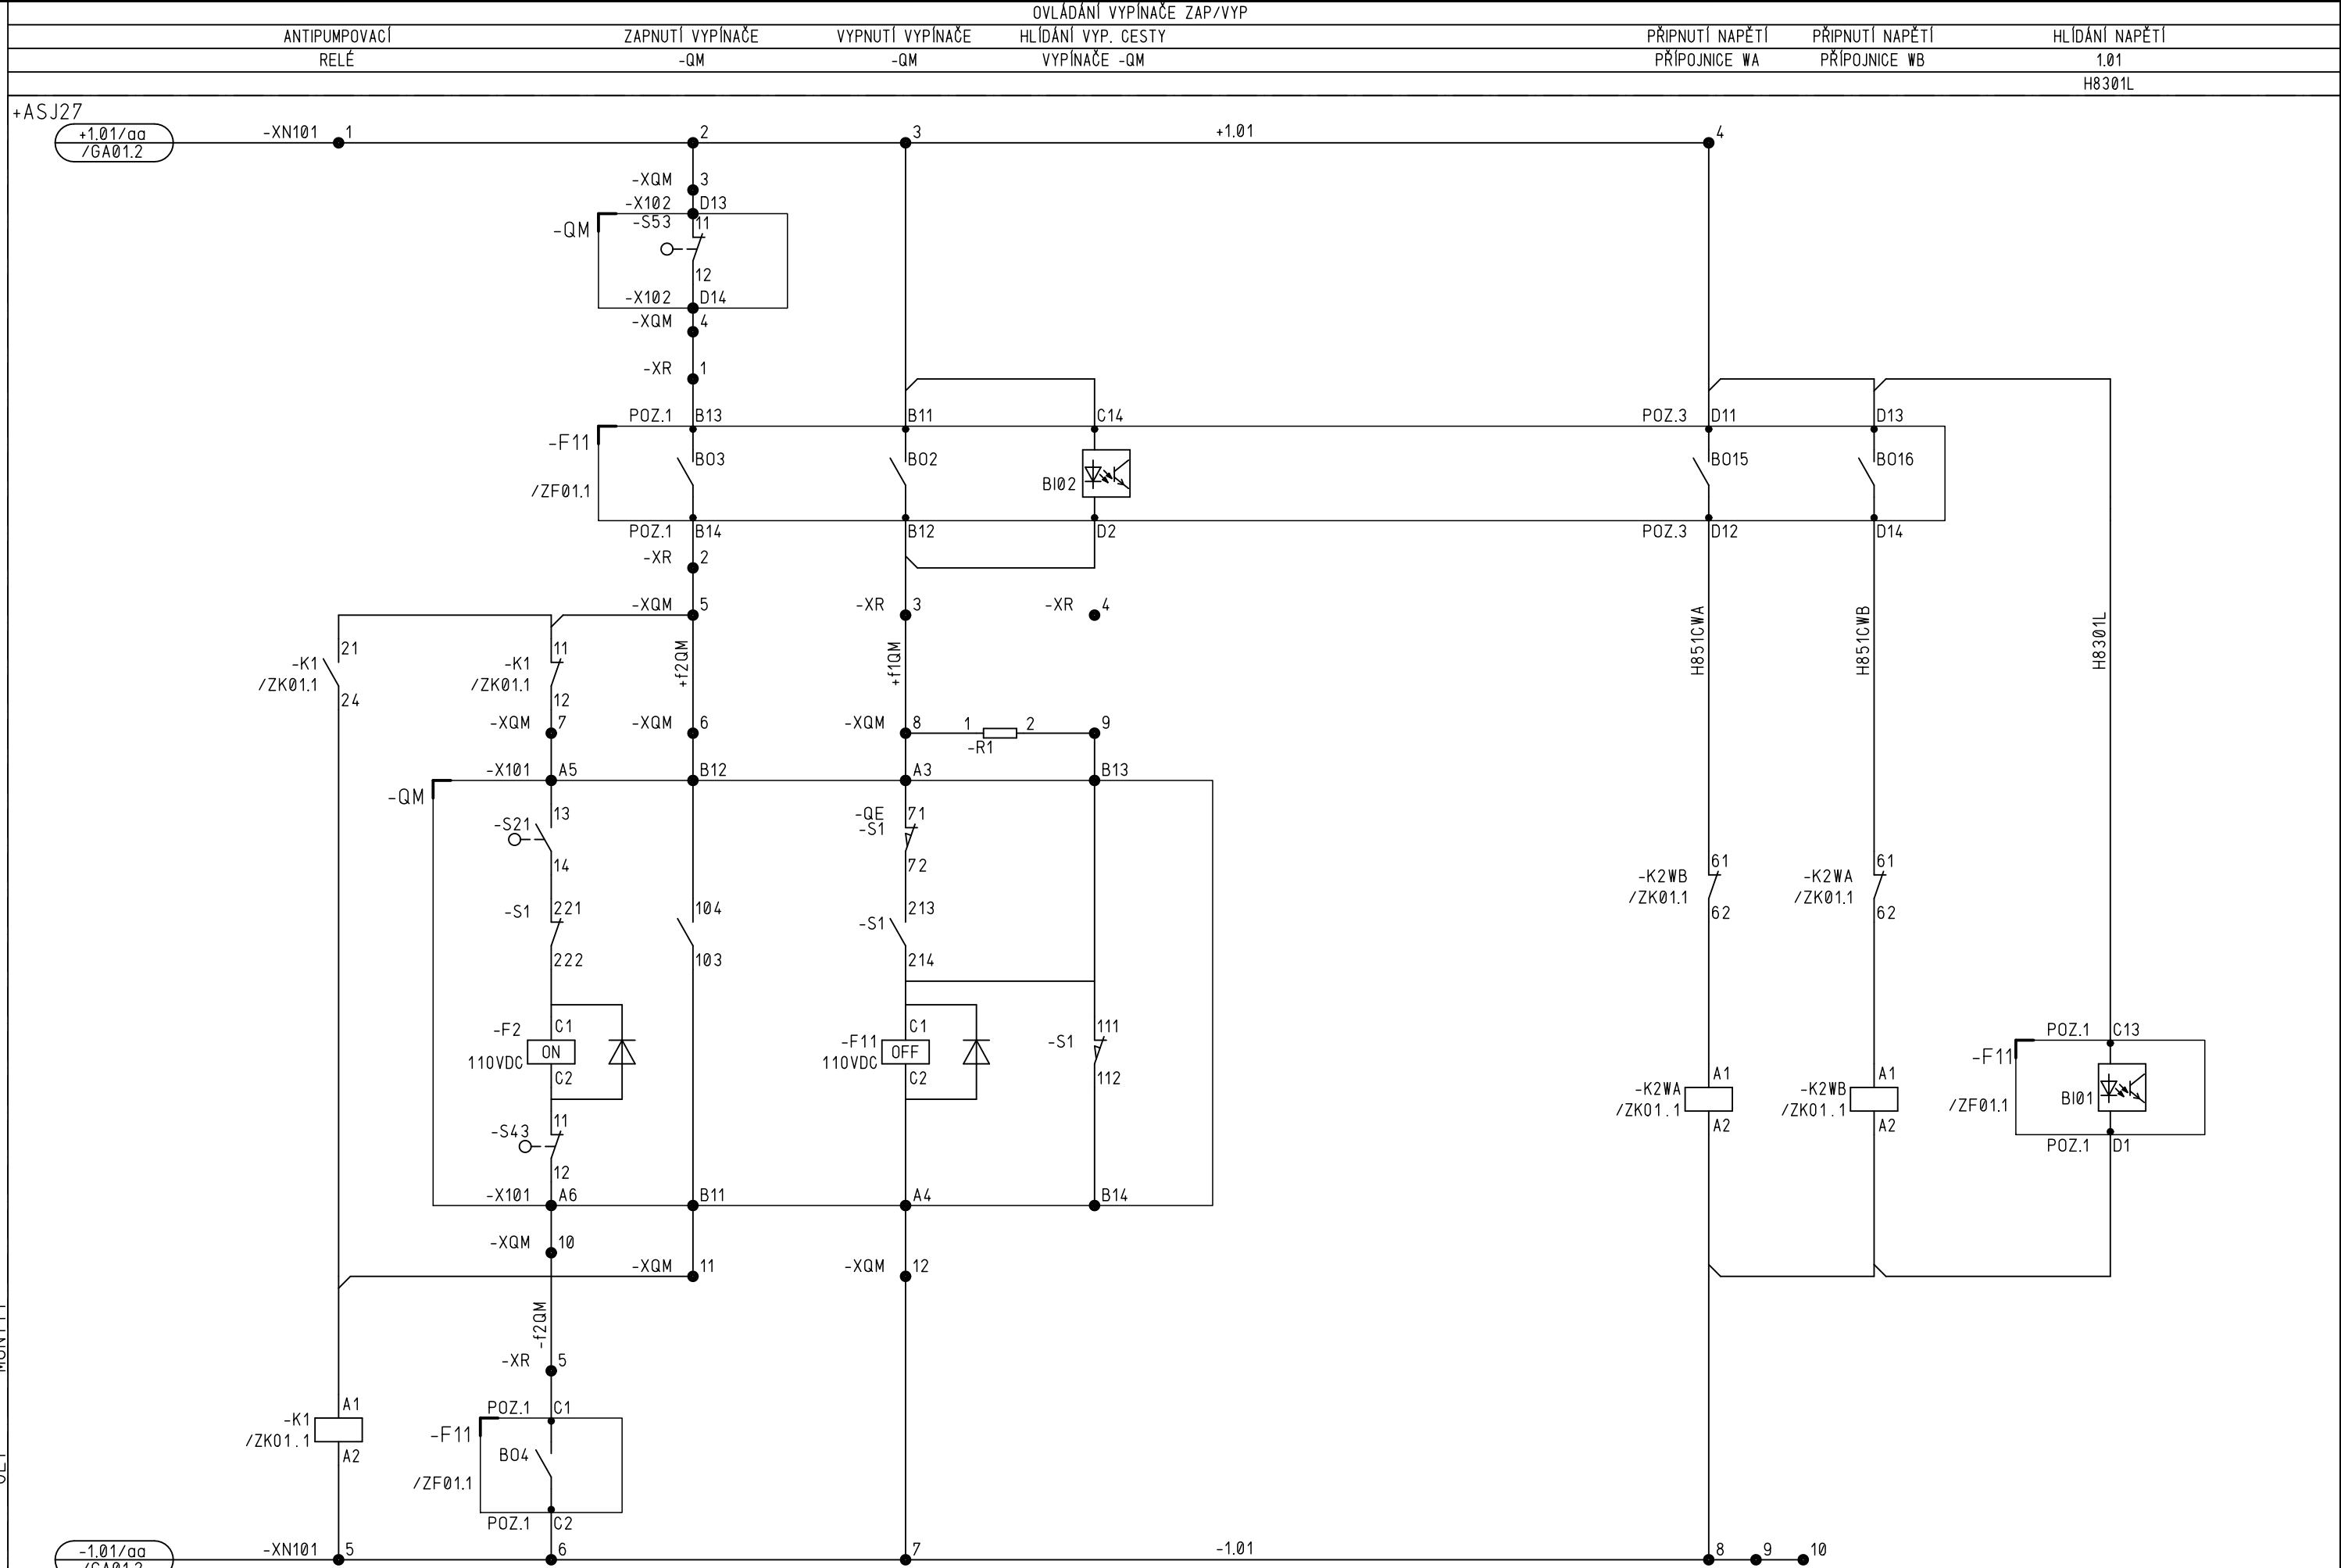 OVLÁDÁNÍ VYPÍNAČE ZAP/VYP
ANTIPUMPOVACÍ ZAPNUTÍ VYPÍNAČE VYPNUTÍ VYPÍNAČE HLÍDÁNÍ VYP. CESTY PŘIPNUTÍ NAPĚTÍ PŘIPNUTÍ NAPĚTÍ HLÍDÁNÍ NAPĚTÍ
RELÉ -QM -QM VYPÍNAČE -QM PŘÍPOJNICE WA PŘÍPOJNICE WB 1.01
H8301L
+ASJ27
+1.01/aa -XN101 1 2 3 +1.01 4
/GA01.2
-XQM 3
-X102 D13
-QM -S53 11
12
-X102 D14
-XQM 4
-XR 1
POZ.1 B13 B11 C14 POZ.3 D11 D13
-F11 BO3 BO2 BO15 BO16
/ZF01.1 BI02
POZ.1 B14 B12 D2 POZ.3 D12 D14
-XR 2
-XQM 5 -XR 3 -XR 4
+f2QM +f1QM H851CWA H851CWB H8301L
21 11
-K1 -K1
/ZK01.1 /ZK01.1
24 12
-XQM 7 -XQM 6 -XQM 8 1 2 9
-R1
-X101 A5 B12 A3 B13
-QM
13 -QE 71
-S21 -S1
14 72
61 61
-K2WB -K2WA
/ZK01.1 /ZK01.1
62 62
-S1 221 104 -S1 213
222 103 214
-F2 C1 -F11 C1 -S1 111
110VDC ON 110VDC OFF
C2 C2 112
POZ.1 C13
-F11
/ZF01.1 BI01
POZ.1 D1
A1 A1
-K2WA -K2WB
/ZK01.1 /ZK01.1
A2 A2
-S43 11
12
-X101 A6 B11 A4 B14
-XQM 10
-XQM 11 -XQM 12
-f2QM
-XR 5
A1 POZ.1 C1
-K1 -F11
/ZK01.1 BO4
A2 /ZF01.1
POZ.1 C2
-1.01/aa -XN101 5 6 7 -1.01 8 9 10